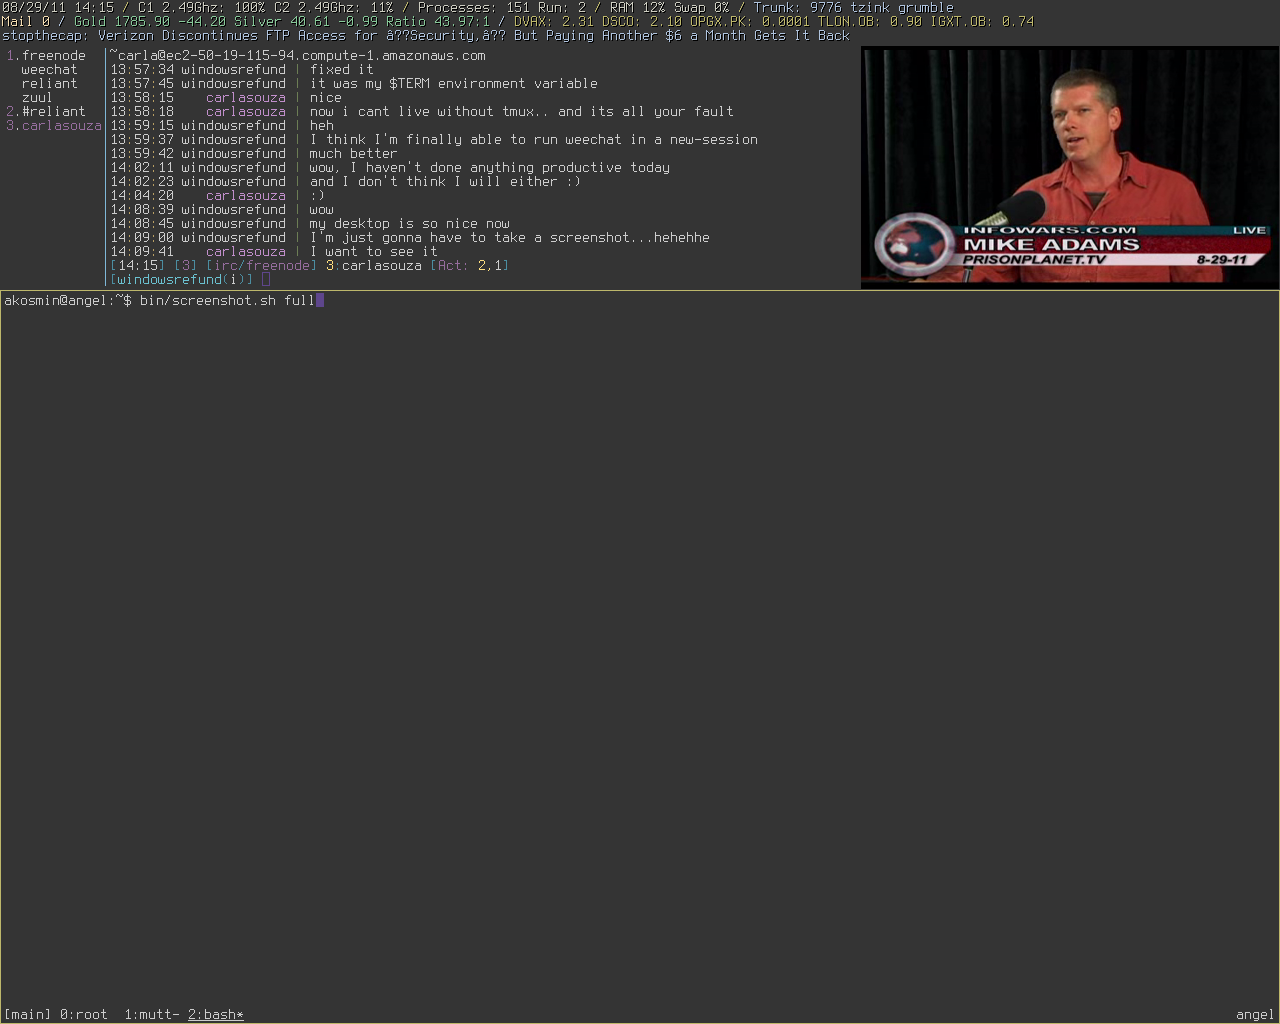 08/29/11 14:15 / C1 2.49Ghz: 100% C2 2.49Ghz: 11% / Processes: 151 Run: 2 / RAM 12% Swap 0% / Trunk: 9776 tzink grumble
Mail 0 / Gold 1785.90 -44.20 Silver 40.61 -0.99 Ratio 43.97:1 / DVAX: 2.31 DSCO: 2.10 OPGX.PK: 0.0001 TLON.OB: 0.90 IGXT.OB: 0.74
stopthecap: Verizon Discontinues FTP Access for â??Security,â?? But Paying Another $6 a Month Gets It Back
1.freenode |~carla@ec2-50-19-115-94.compute-1.amazonaws.com
weechat |13:57:34 windowsrefund | fixed it
reliant |13:57:45 windowsrefund | it was my $TERM environment variable
zuul |13:58:15 carlasouza | nice
2.#reliant |13:58:18 carlasouza | now i cant live without tmux.. and its all your fault
3.carlasouza|13:59:15 windowsrefund | heh
13:59:37 windowsrefund | I think I'm finally able to run weechat in a new-session
13:59:42 windowsrefund | much better
14:02:11 windowsrefund | wow, I haven't done anything productive today
14:02:23 windowsrefund | and I don't think I will either :)
14:04:20 carlasouza | :)
14:08:39 windowsrefund | wow
14:08:45 windowsrefund | my desktop is so nice now
14:09:00 windowsrefund | I'm just gonna have to take a screenshot...hehehhe
14:09:41 carlasouza | I want to see it
[14:15] [3] [irc/freenode] 3:carlasouza [Act: 2,1]
[windowsrefund(i)]
INFOWARS.COM LIVE
MIKE ADAMS
PRISONPLANET.TV 8-29-11
akosmin@angel:~$ bin/screenshot.sh full
[main] 0:root 1:mutt- 2:bash* angel